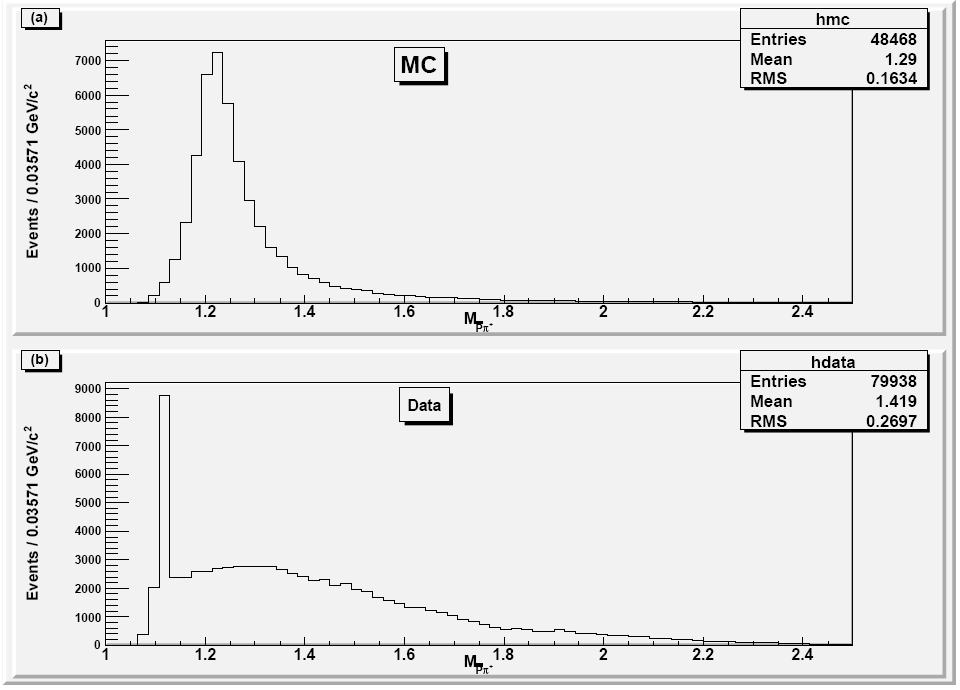 (a)
hmc
Entries 48468
Mean 1.29
RMS 0.1634
MC
Events / 0.03571 GeV/c²
7000
6000
5000
4000
3000
2000
1000
0
1 1.2 1.4 1.6 1.8 2 2.2 2.4
M p̅π⁺
(b)
hdata
Entries 79938
Mean 1.419
RMS 0.2697
Data
Events / 0.03571 GeV/c²
9000
8000
7000
6000
5000
4000
3000
2000
1000
0
1 1.2 1.4 1.6 1.8 2 2.2 2.4
M p̅π⁺